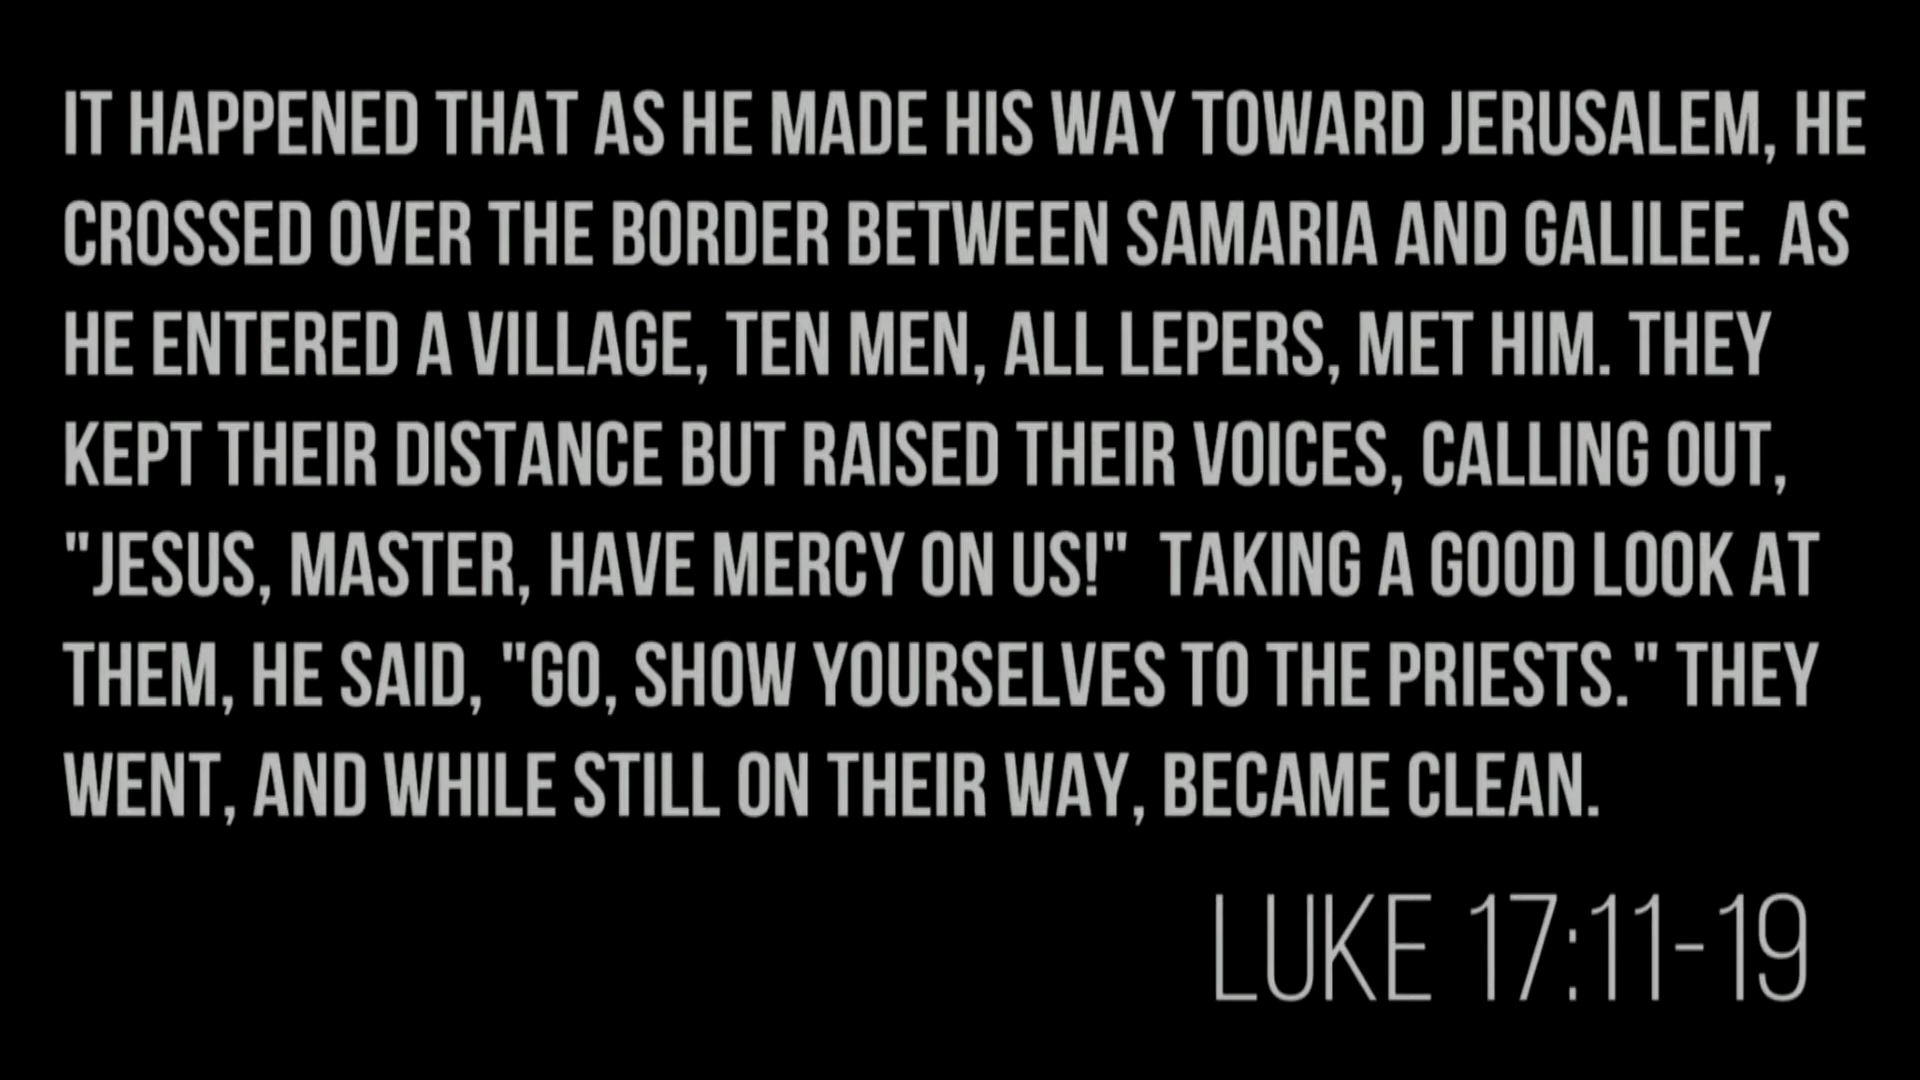 IT HAPPENED THAT AS HE MADE HIS WAY TOWARD JERUSALEM, HE
CROSSED OVER THE BORDER BETWEEN SAMARIA AND GALILEE. AS
HE ENTERED A VILLAGE, TEN MEN, ALL LEPERS, MET HIM. THEY
KEPT THEIR DISTANCE BUT RAISED THEIR VOICES, CALLING OUT,
"JESUS, MASTER, HAVE MERCY ON US!"  TAKING A GOOD LOOK AT
THEM, HE SAID, "GO, SHOW YOURSELVES TO THE PRIESTS." THEY
WENT, AND WHILE STILL ON THEIR WAY, BECAME CLEAN.
LUKE 17:11-19